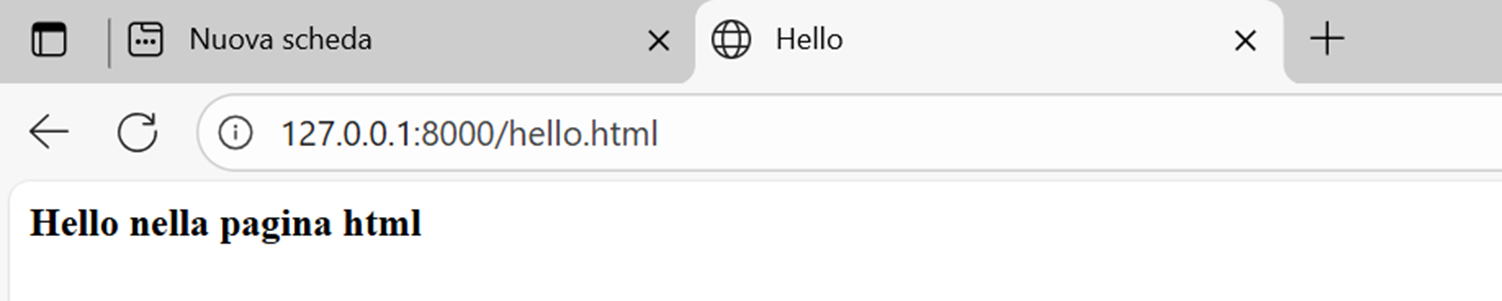 Nuova scheda
Hello
127.0.0.1:8000/hello.html
Hello nella pagina html